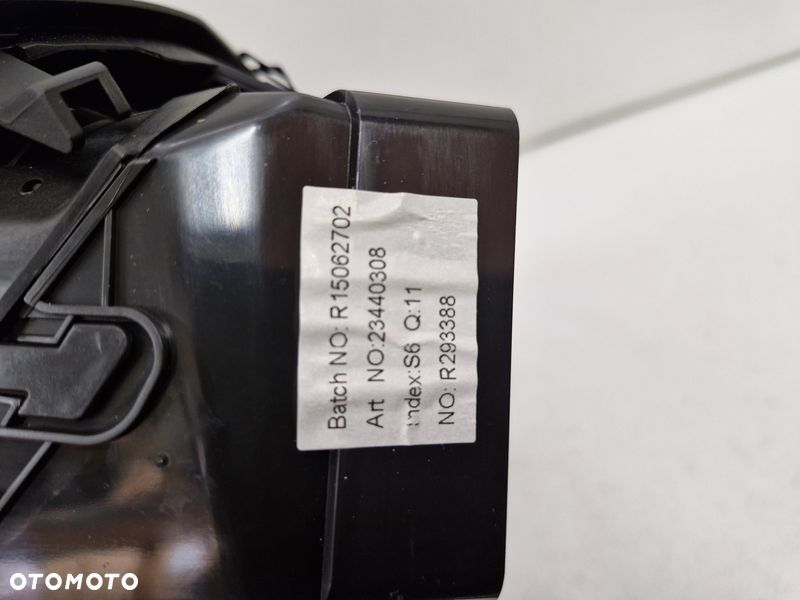 Batch NO: R15062702
Art NO:23440308
Index:S6 Q:11
NO: R293388
OTOMOTO